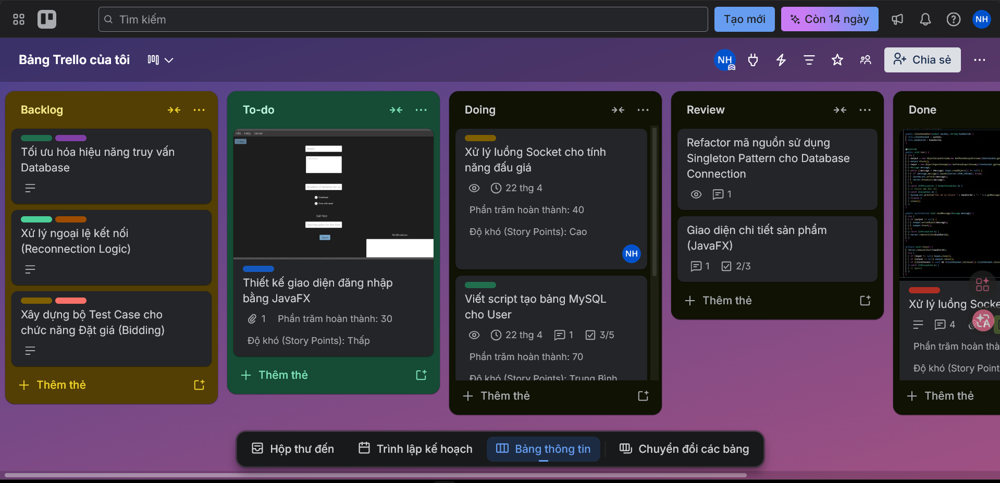 Tìm kiếm
Tạo mới
Còn 14 ngày
NH
Bảng Trello của tôi
NH
Chia sẻ
Backlog
Tối ưu hóa hiệu năng truy vấn
Database
Xử lý ngoại lệ kết nối
(Reconnection Logic)
Xây dựng bộ Test Case cho
chức năng Đặt giá (Bidding)
Thêm thẻ
To-do
Info Help Server
Bid Price
Notifications
Thiết kế giao diện đăng nhập
bằng JavaFX
1 Phần trăm hoàn thành: 30
Độ khó (Story Points): Thấp
Thêm thẻ
Doing
Xử lý luồng Socket cho tính
năng đấu giá
22 thg 4
Phần trăm hoàn thành: 40
Độ khó (Story Points): Cao
NH
Viết script tạo bảng MySQL
cho User
22 thg 4 1 3/5
Phần trăm hoàn thành: 70
Độ khó (Story Points): Trung Bình
Thêm thẻ
Review
Refactor mã nguồn sử dụng
Singleton Pattern cho Database
Connection
1
Giao diện chi tiết sản phẩm
(JavaFX)
1 2/3
Thêm thẻ
Done
Xử lý luồng Socke
4
Phần trăm hoàn thà
Độ khó (Story Point
Thêm thẻ
Hộp thư đến
Trình lập kế hoạch
Bảng thông tin
Chuyển đổi các bảng